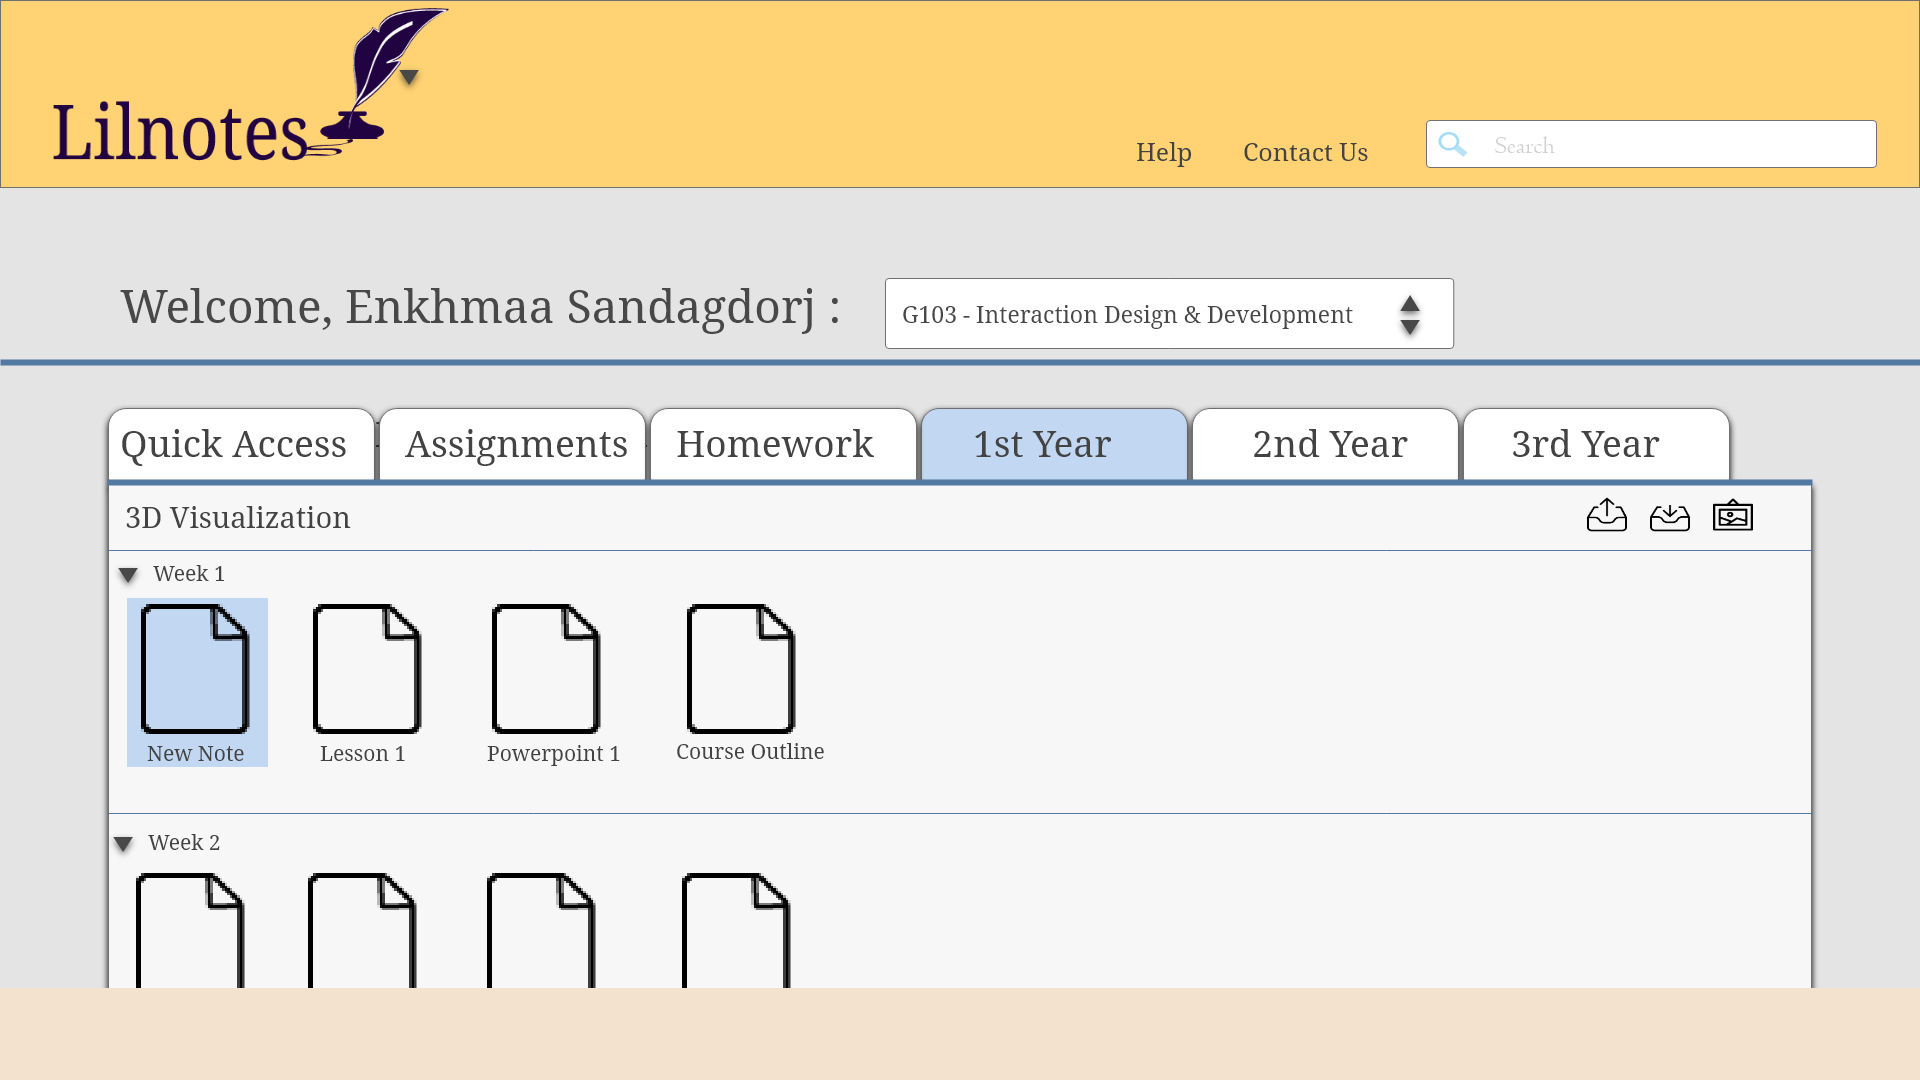 Lilnotes
Help Contact Us Search
Welcome, Enkhmaa Sandagdorj : G103 - Interaction Design & Development
Quick Access Assignments Homework 1st Year 2nd Year 3rd Year
3D Visualization
Week 1
New Note Lesson 1 Powerpoint 1 Course Outline
Week 2